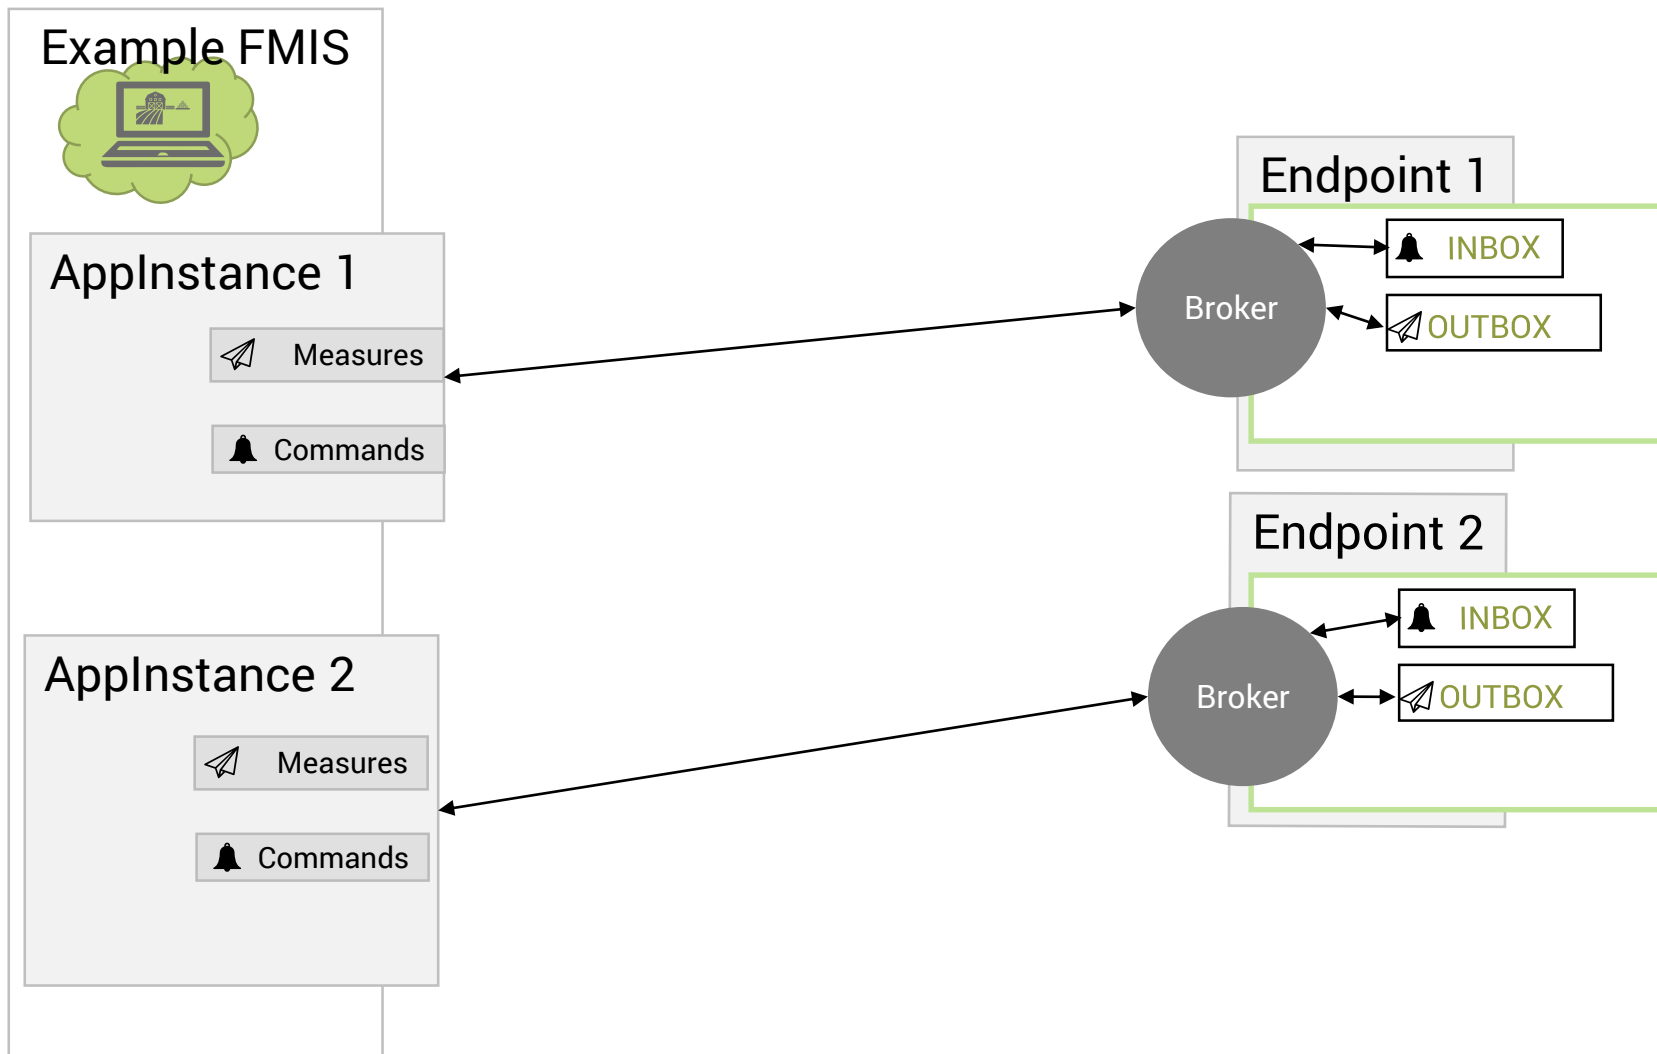 Example FMIS
AppInstance 1
Measures
Commands
AppInstance 2
Measures
Commands
Endpoint 1
Broker
INBOX
OUTBOX
Endpoint 2
Broker
INBOX
OUTBOX